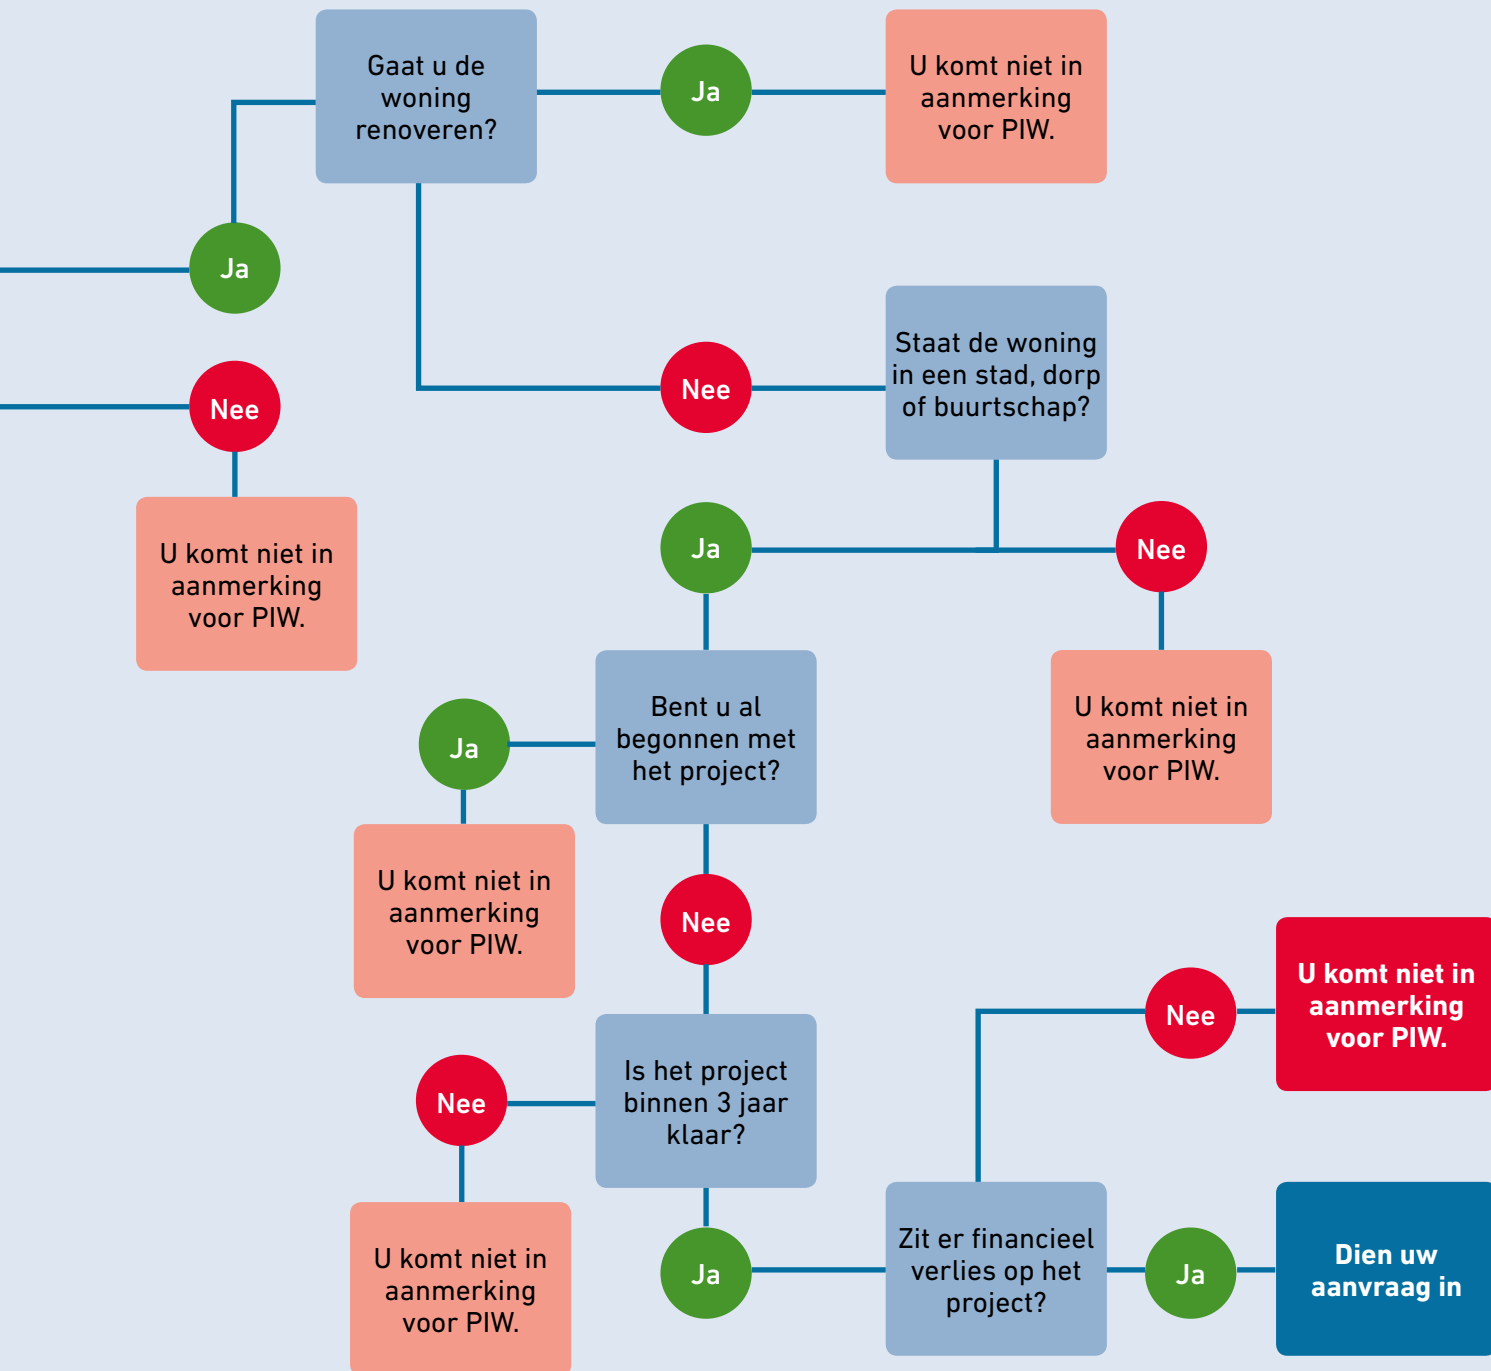 Gaat u de
woning
renoveren?
Ja
U komt niet in
aanmerking
voor PIW.
Ja
Nee
U komt niet in
aanmerking
voor PIW.
Nee
Staat de woning
in een stad, dorp
of buurtschap?
Ja
Nee
U komt niet in
aanmerking
voor PIW.
Bent u al
begonnen met
het project?
Ja
U komt niet in
aanmerking
voor PIW.
Nee
Is het project
binnen 3 jaar
klaar?
Nee
U komt niet in
aanmerking
voor PIW.
Ja
Zit er financieel
verlies op het
project?
Nee
U komt niet in
aanmerking
voor PIW.
Ja
Dien uw
aanvraag in